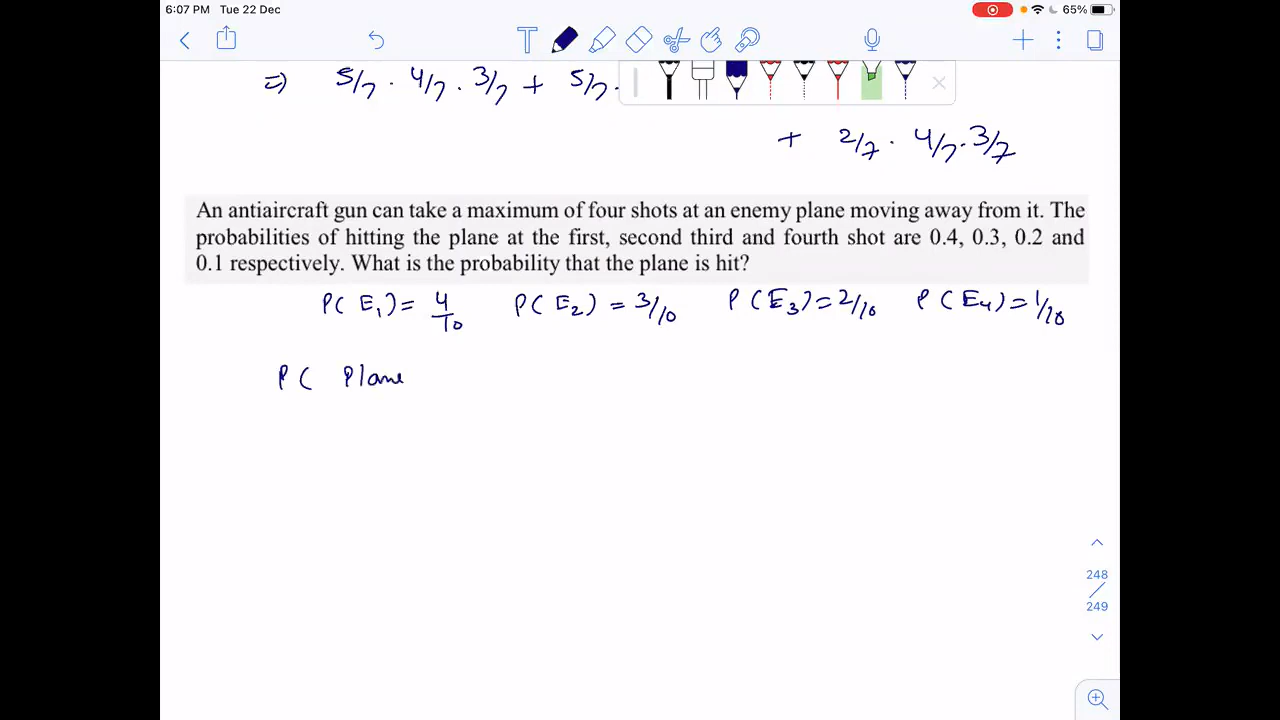 6:07 PM Tue 22 Dec 65%
T
=) 5/7 . 4/7 . 3/7 + 5/7 .
+ 2/7 . 4/7 . 3/7
An antiaircraft gun can take a maximum of four shots at an enemy plane moving away from it. The
probabilities of hitting the plane at the first, second third and fourth shot are 0.4, 0.3, 0.2 and
0.1 respectively. What is the probability that the plane is hit?
P(E₁) = 4/10 P(E₂) = 3/10 P(E₃) = 2/10 P(E₄) = 1/10
P( Plane
248
/
249